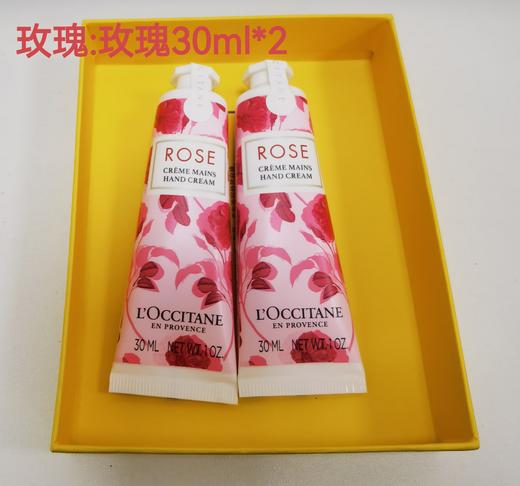 玫瑰:玫瑰30ml*2
ROSE
CRÈME MAINS
HAND CREAM
L'OCCITANE
EN PROVENCE
30 ML NET WT. 1 OZ.
ROSE
CRÈME MAINS
HAND CREAM
L'OCCITANE
EN PROVENCE
30 ML NET WT. 1 OZ.